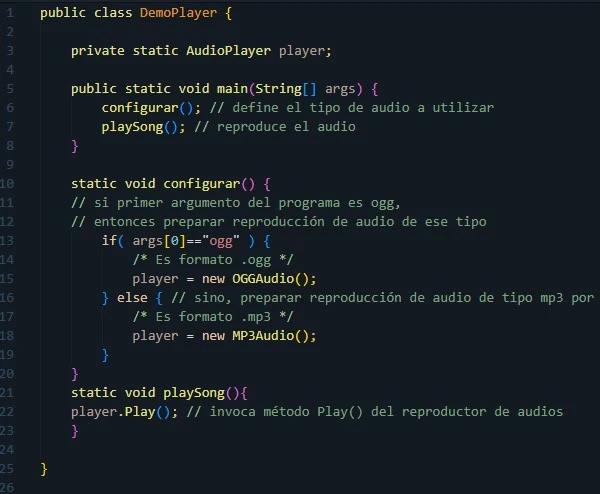 1 public class DemoPlayer {
2
3 private static AudioPlayer player;
4
5 public static void main(String[] args) {
6 configurar(); // define el tipo de audio a utilizar
7 playSong(); // reproduce el audio
8 }
9
10 static void configurar() {
11 // si primer argumento del programa es ogg,
12 // entonces preparar reproducción de audio de ese tipo
13 if( args[0]=="ogg" ) {
14 /* Es formato .ogg */
15 player = new OGGAudio();
16 } else { // sino, preparar reproducción de audio de tipo mp3 por
17 /* Es formato .mp3 */
18 player = new MP3Audio();
19 }
20 }
21 static void playSong(){
22 player.Play(); // invoca método Play() del reproductor de audios
23 }
24
25 }
26